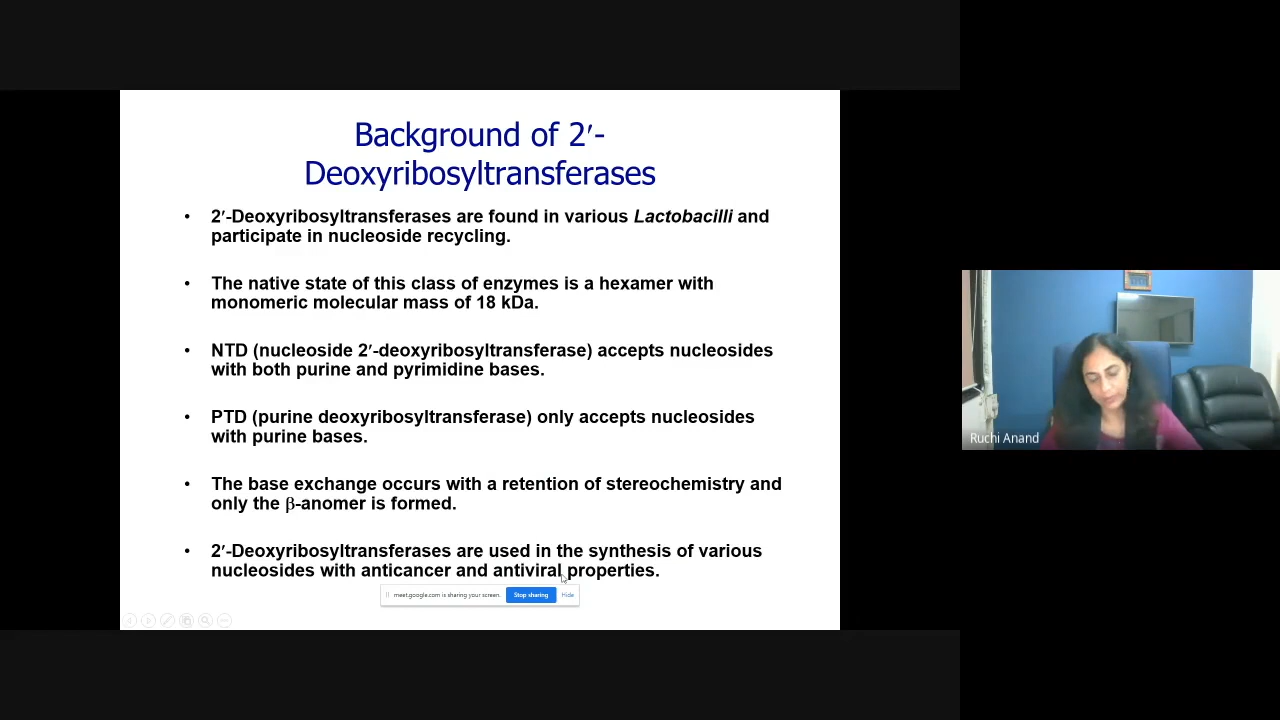 Background of 2′-
Deoxyribosyltransferases
• 2′-Deoxyribosyltransferases are found in various Lactobacilli and
participate in nucleoside recycling.
• The native state of this class of enzymes is a hexamer with
monomeric molecular mass of 18 kDa.
• NTD (nucleoside 2′-deoxyribosyltransferase) accepts nucleosides
with both purine and pyrimidine bases.
• PTD (purine deoxyribosyltransferase) only accepts nucleosides
with purine bases.
• The base exchange occurs with a retention of stereochemistry and
only the β-anomer is formed.
• 2′-Deoxyribosyltransferases are used in the synthesis of various
nucleosides with anticancer and antiviral properties.
meet.google.com is sharing your screen. Stop sharing Hide
Ruchi Anand